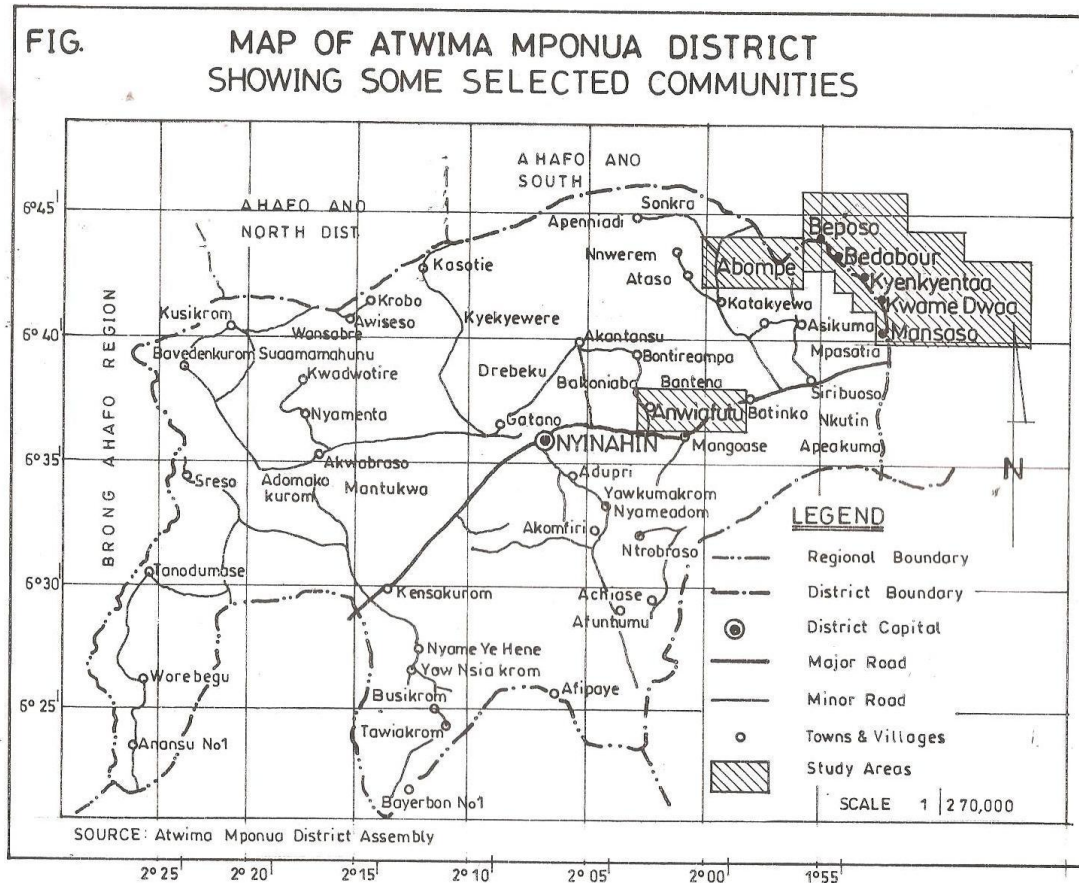 FIG.
MAP OF ATWIMA MPONUA DISTRICT
SHOWING SOME SELECTED COMMUNITIES
AHAFO ANO
SOUTH
AHAFO ANO
NORTH DIST.
BRONG AHAFO REGION
6°45'
6°40'
6°35'
6°30'
6°25'
Sonkra
Apenniadi
Beposo
Nnwerem
Abompe
Bedabour
Kasotie
Ataso
Kyenkyentaa
Krobo
Katakyewa
Kwame Dwaa
Kusikrom
Awiseso
Kyekyewere
Asikuma
Mansaso
Wansabre
Akantansu
Mpasatia
Bavedenkurom
Suaamamahunu
Bontireampa
Kwadwotire
Drebeku
Bakoniaba
Bantena
Siribuoso
Nyamenta
Gatano
Anwiafutu
Batinko
Nkutin
NYINAHIN
Mangoase
Apeakuma
Akwabraso
Sreso
Adomako
kurom
Mantukwa
Adupri
Yawkumakrom
Nyameadom
Akomfiri
Ntrobraso
Tanodumase
Kensakurom
Achiase
Atunhumu
Nyame Ye Hene
Yaw Nsia krom
Worebegu
Busikrom
Afipaye
Tawiakrom
Anansu No1
Bayerbon No1
N
LEGEND
Regional Boundary
District Boundary
District Capital
Major Road
Minor Road
Towns & Villages
Study Areas
SCALE 1 | 270,000
SOURCE: Atwima Mponua District Assembly
2°25
2°20
2°15'
2°10'
2°05'
2°00'
1°55'